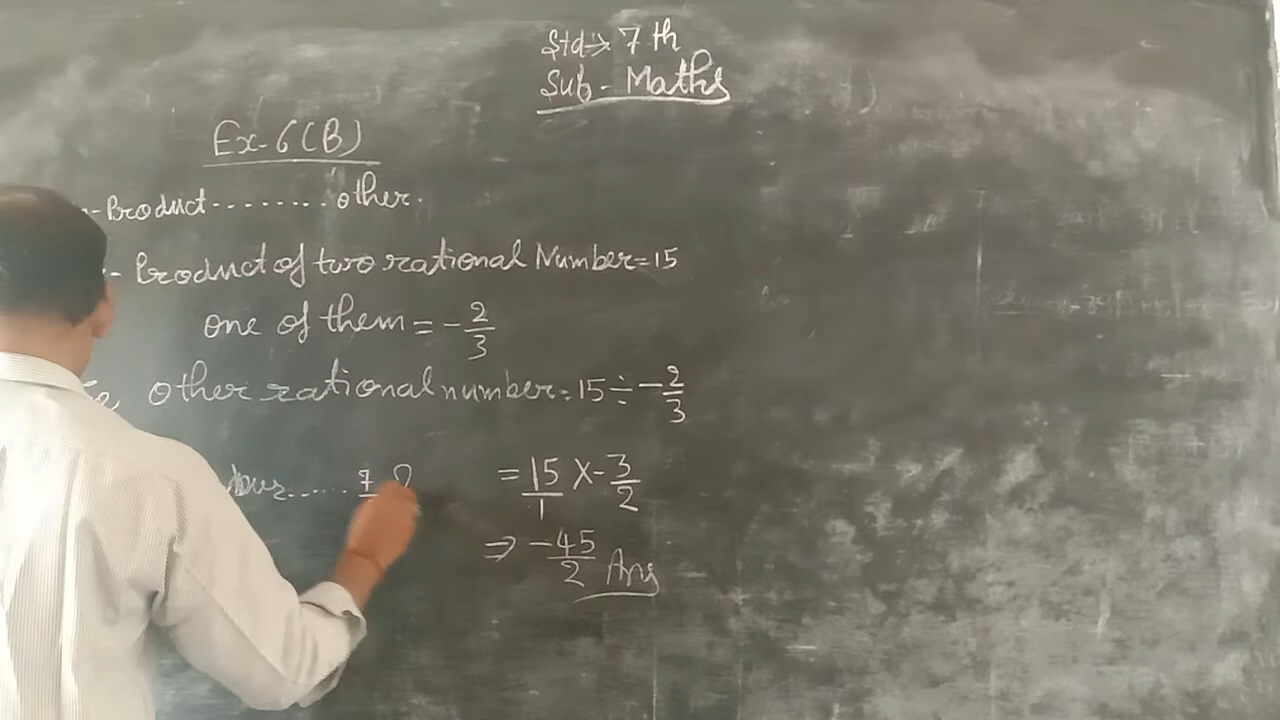 Std⇒ 7th
Sub - Maths
Ex-6(B)
-Product........other.
- Product of two rational Number=15
one of them = -2/3
other rational number = 15 ÷ -2/3
..... 7 ?
= 15/1 X -3/2
⇒ -45/2 Ans